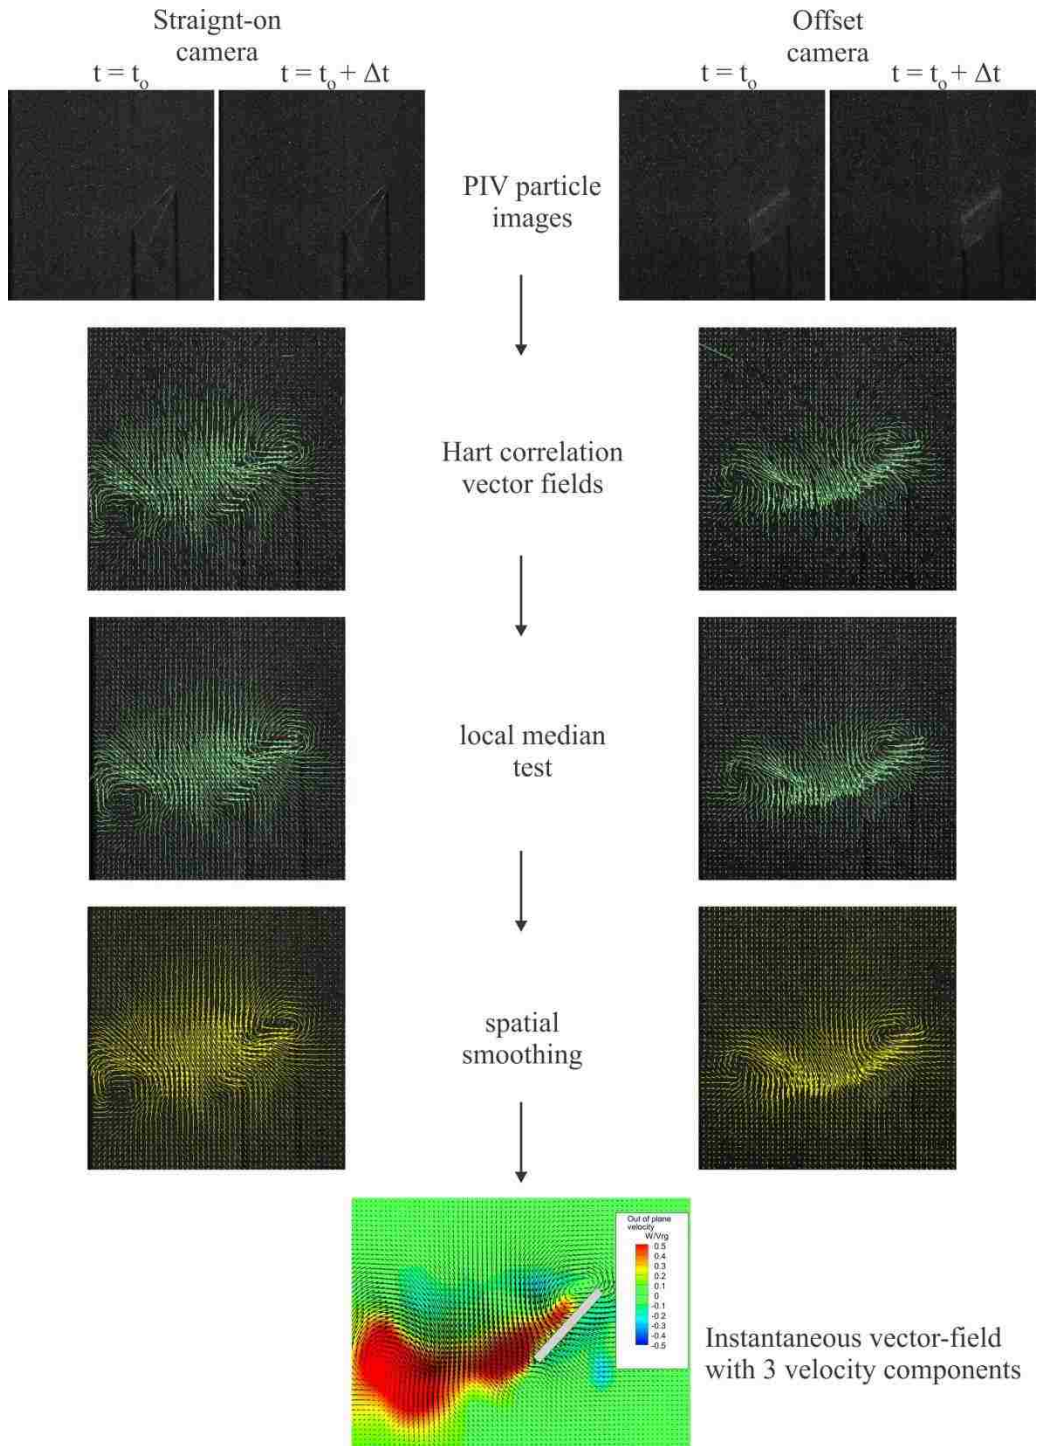 Straignt-on
camera
t = to
t = to + Δt
Offset
camera
t = to
t = to + Δt
PIV particle
images
Hart correlation
vector fields
local median
test
spatial
smoothing
Out of plane
velocity
W/Vrg
0.5
0.4
0.3
0.2
0.1
0
-0.1
-0.2
-0.3
-0.4
-0.5
Instantaneous vector-field
with 3 velocity components